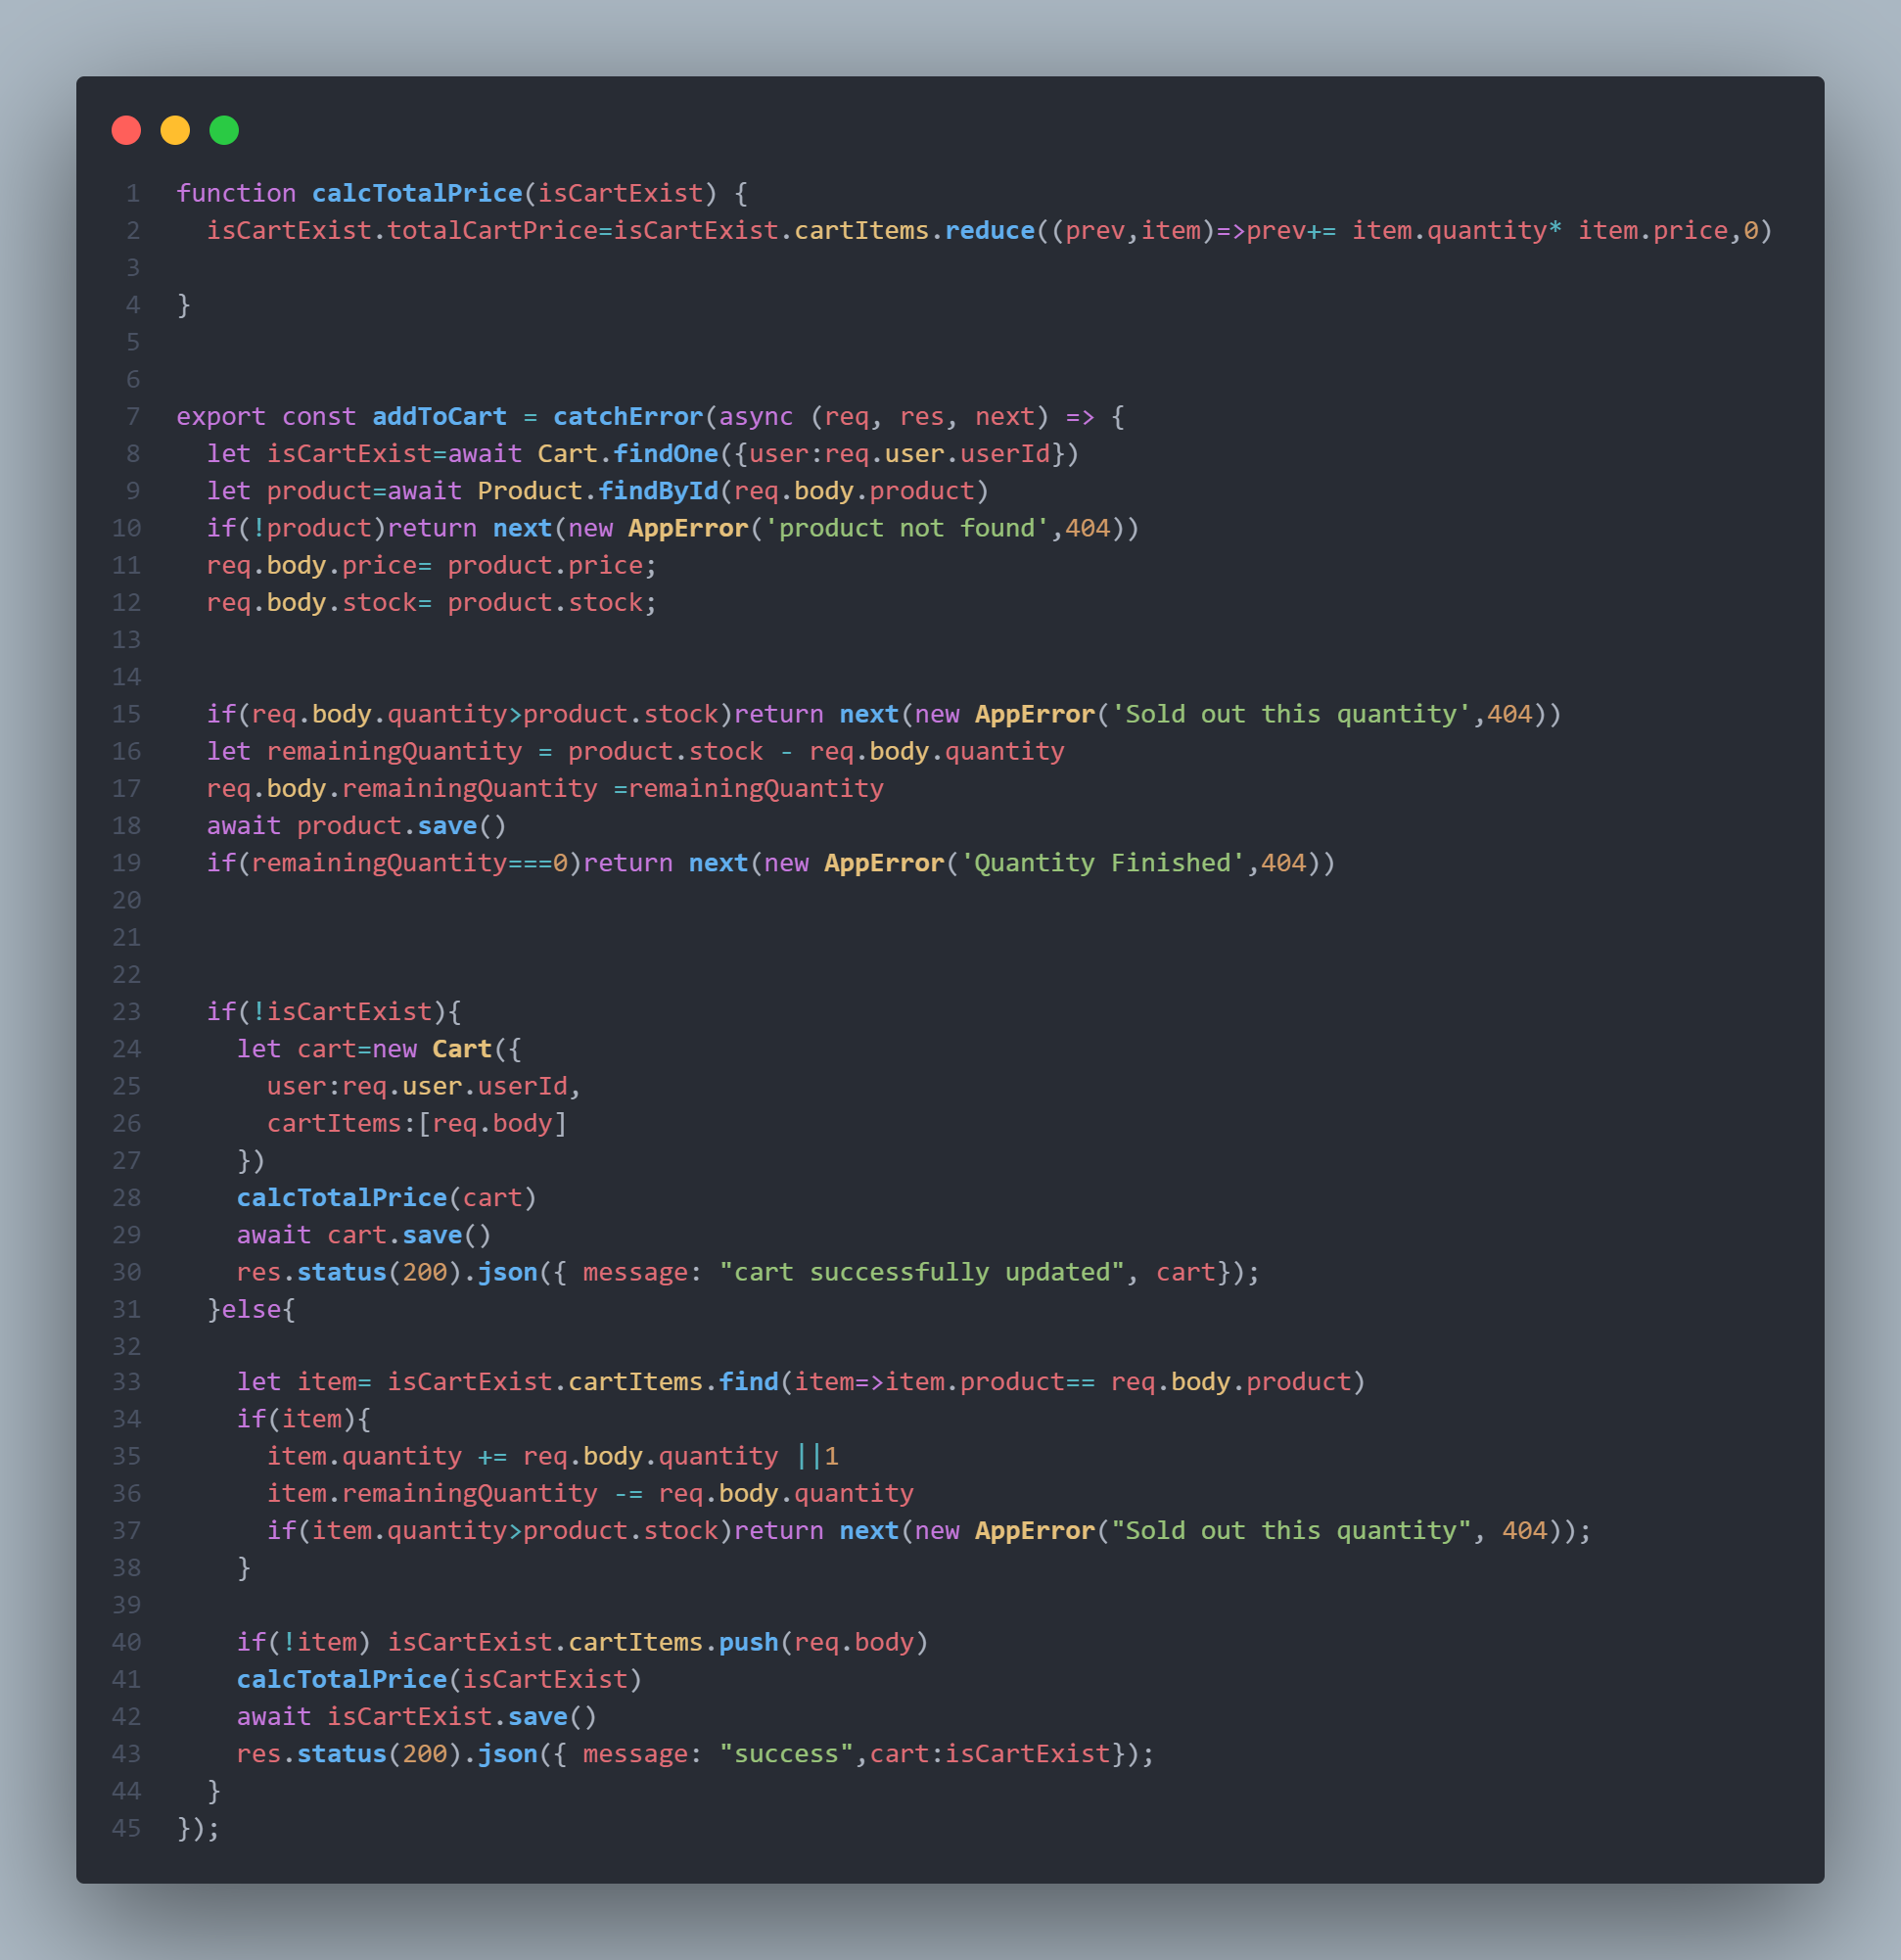 1 function calcTotalPrice(isCartExist) {
2   isCartExist.totalCartPrice=isCartExist.cartItems.reduce((prev,item)=>prev+= item.quantity* item.price,0)
3
4 }
5
6
7 export const addToCart = catchError(async (req, res, next) => {
8   let isCartExist=await Cart.findOne({user:req.user.userId})
9   let product=await Product.findById(req.body.product)
10   if(!product)return next(new AppError('product not found',404))
11   req.body.price= product.price;
12   req.body.stock= product.stock;
13
14
15   if(req.body.quantity>product.stock)return next(new AppError('Sold out this quantity',404))
16   let remainingQuantity = product.stock - req.body.quantity
17   req.body.remainingQuantity =remainingQuantity
18   await product.save()
19   if(remainingQuantity===0)return next(new AppError('Quantity Finished',404))
20
21
22
23   if(!isCartExist){
24     let cart=new Cart({
25       user:req.user.userId,
26       cartItems:[req.body]
27     })
28     calcTotalPrice(cart)
29     await cart.save()
30     res.status(200).json({ message: "cart successfully updated", cart});
31   }else{
32
33     let item= isCartExist.cartItems.find(item=>item.product== req.body.product)
34     if(item){
35       item.quantity += req.body.quantity ||1
36       item.remainingQuantity -= req.body.quantity
37       if(item.quantity>product.stock)return next(new AppError("Sold out this quantity", 404));
38     }
39
40     if(!item) isCartExist.cartItems.push(req.body)
41     calcTotalPrice(isCartExist)
42     await isCartExist.save()
43     res.status(200).json({ message: "success",cart:isCartExist});
44   }
45 });